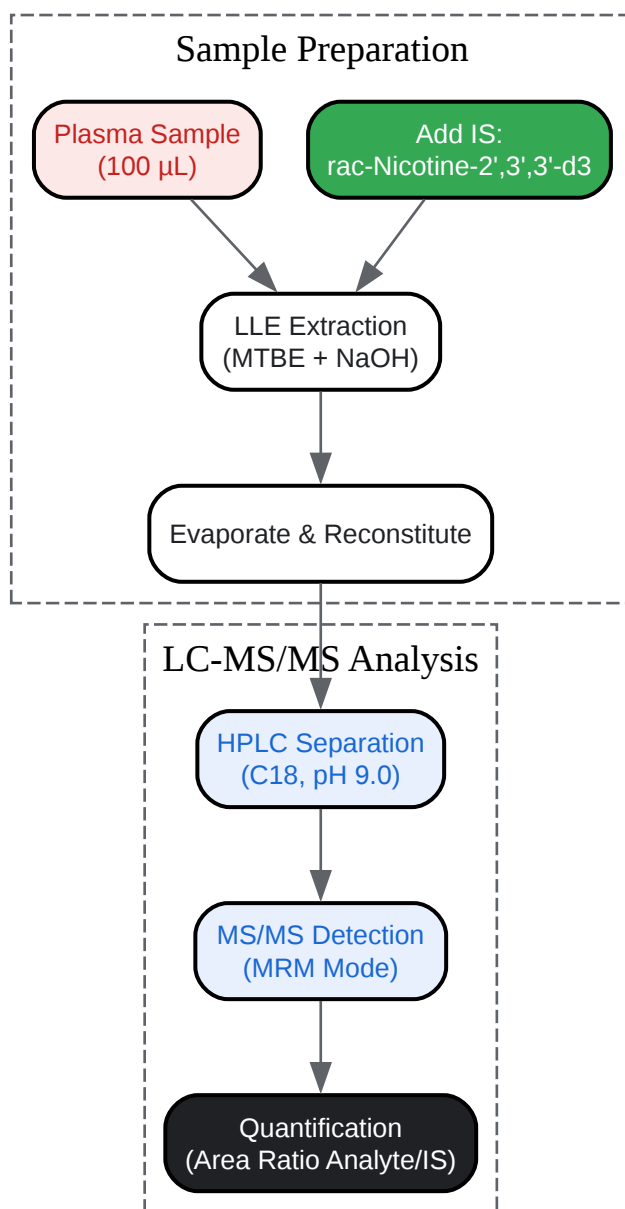 Sample Preparation
Plasma Sample
(100 µL)
Add IS:
rac-Nicotine-2',3',3'-d3
LLE Extraction
(MTBE + NaOH)
Evaporate & Reconstitute
LC-MS/MS Analysis
HPLC Separation
(C18, pH 9.0)
MS/MS Detection
(MRM Mode)
Quantification
(Area Ratio Analyte/IS)